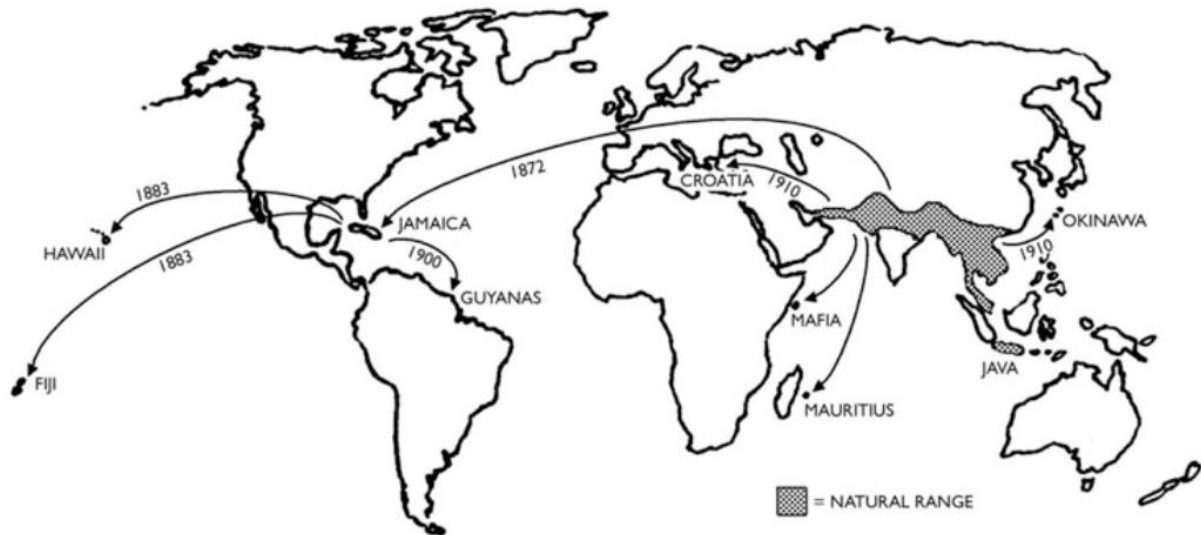 1872
CROATIA
1910
1883
JAMAICA
OKINAWA
HAWAII
1883
1900
1910
GUYANAS
MAFIA
JAVA
FIJI
MAURITIUS
= NATURAL RANGE